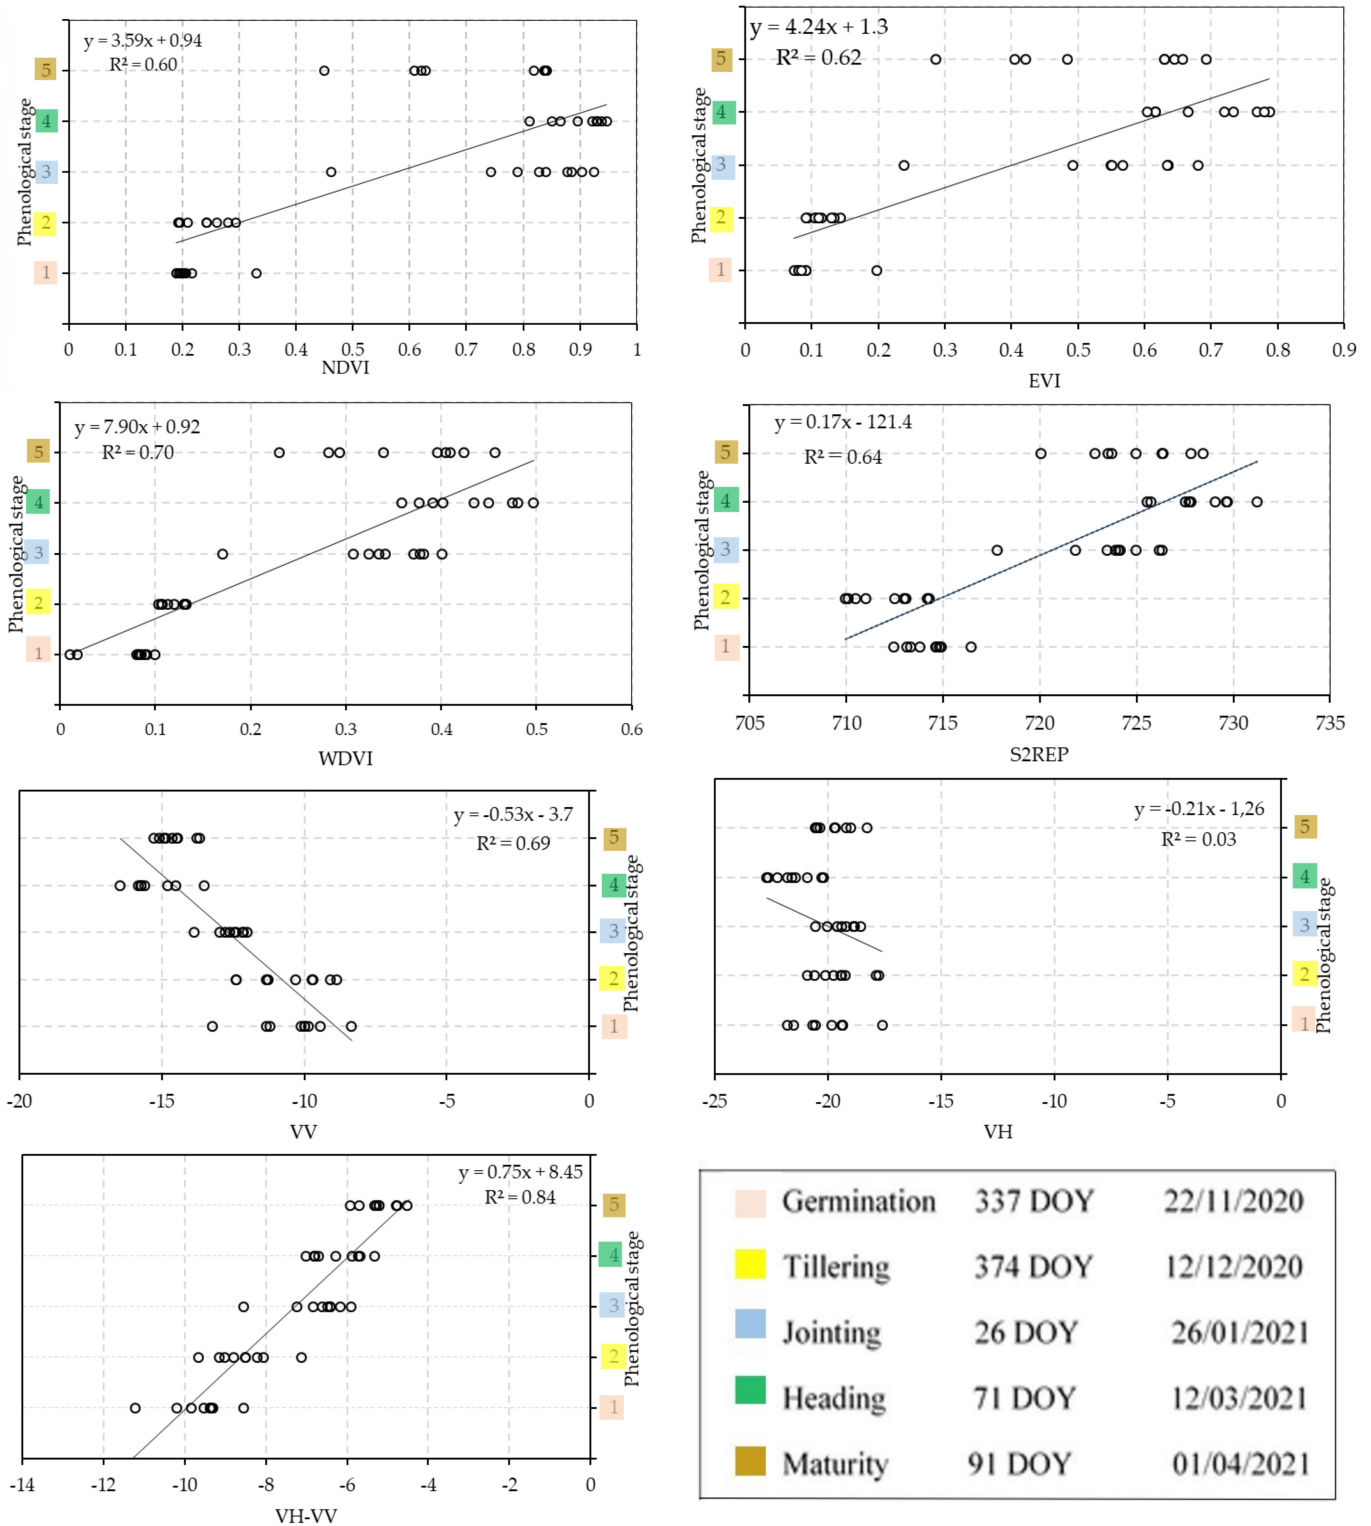 y = 3.59x + 0.94
R² = 0.60
Phenological stage
5
4
3
2
1
0 0.1 0.2 0.3 0.4 0.5 0.6 0.7 0.8 0.9 1
NDVI
y = 4.24x + 1.3
R² = 0.62
Phenological stage
5
4
3
2
1
0 0.1 0.2 0.3 0.4 0.5 0.6 0.7 0.8 0.9
EVI
y = 7.90x + 0.92
R² = 0.70
Phenological stage
5
4
3
2
1
0 0.1 0.2 0.3 0.4 0.5 0.6
WDVI
y = 0.17x - 121.4
R² = 0.64
Phenological stage
5
4
3
2
1
705 710 715 720 725 730 735
S2REP
y = -0.53x - 3.7
R² = 0.69
5
4
3
2
1
Phenological stage
-20 -15 -10 -5 0
VV
y = -0.21x - 1,26
R² = 0.03
5
4
3
2
1
Phenological stage
-25 -20 -15 -10 -5 0
VH
y = 0.75x + 8.45
R² = 0.84
5
4
3
2
1
Phenological stage
-14 -12 -10 -8 -6 -4 -2 0
VH-VV
Germination 337 DOY 22/11/2020
Tillering 374 DOY 12/12/2020
Jointing 26 DOY 26/01/2021
Heading 71 DOY 12/03/2021
Maturity 91 DOY 01/04/2021